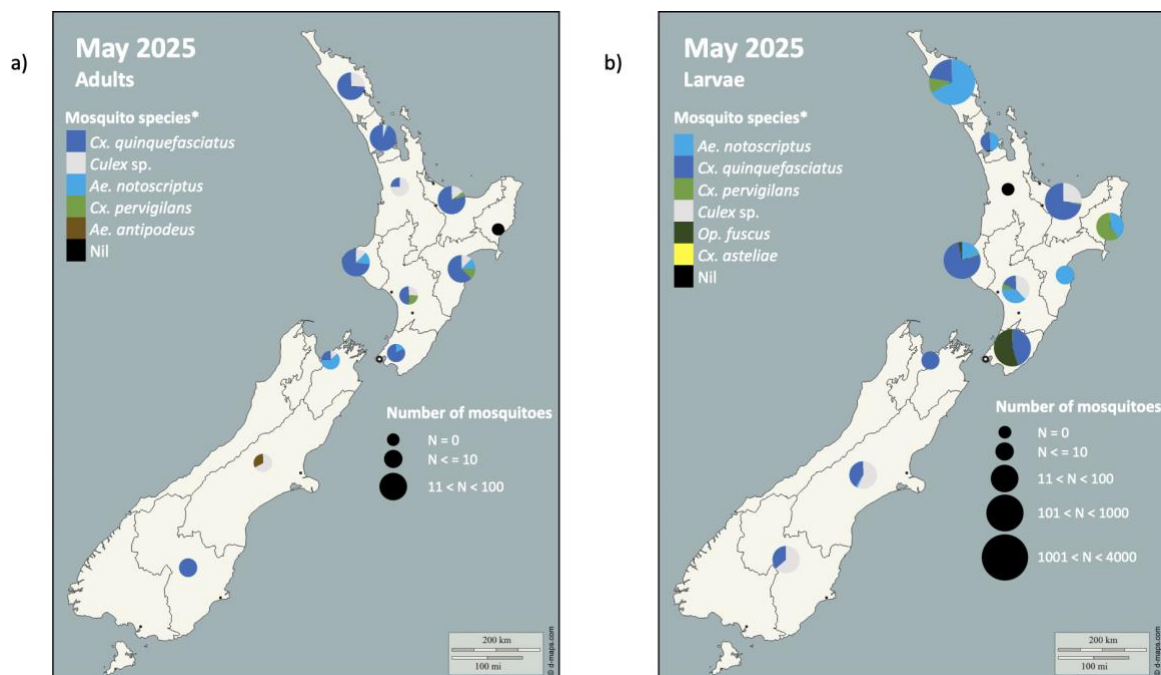 a)
May 2025
Adults
Mosquito species*
Cx. quinquefasciatus
Culex sp.
Ae. notoscriptus
Cx. pervigilans
Ae. antipodeus
Nil
Number of mosquitoes
N = 0
N < = 10
11 < N < 100
200 km
100 mi
© d-maps.com
b)
May 2025
Larvae
Mosquito species*
Ae. notoscriptus
Cx. quinquefasciatus
Cx. pervigilans
Culex sp.
Op. fuscus
Cx. asteliae
Nil
Number of mosquitoes
N = 0
N < = 10
11 < N < 100
101 < N < 1000
1001 < N < 4000
200 km
100 mi
© d-maps.com